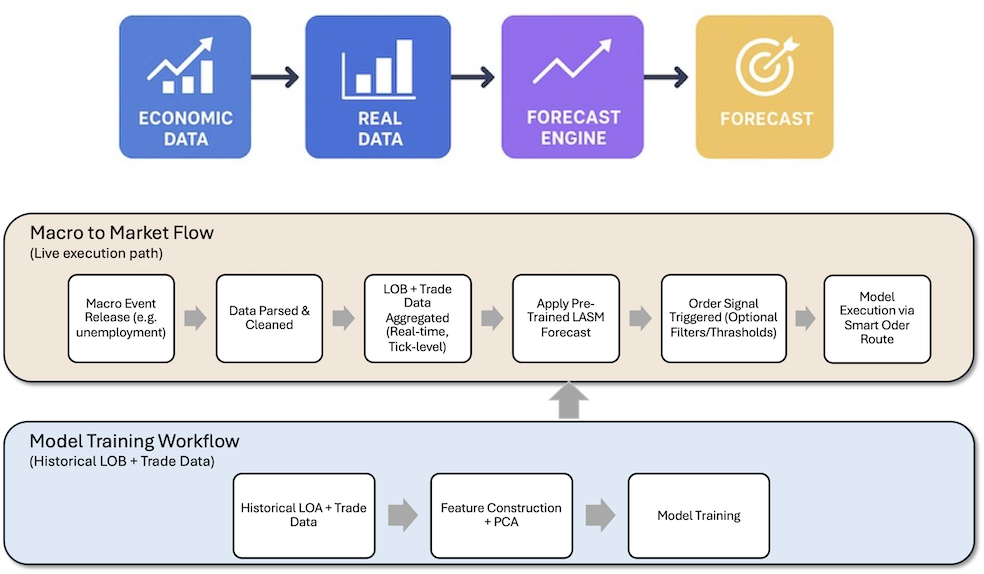 ECONOMIC
DATA
REAL
DATA
FORECAST
ENGINE
FORECAST
Macro to Market Flow
(Live execution path)
Macro Event
Release (e.g.
unemployment)
Data Parsed &
Cleaned
LOB + Trade
Data
Aggregated
(Real-time,
Tick-level)
Apply Pre-
Trained LASM
Forecast
Order Signal
Triggered (Optional
Filters/Thrasholds)
Model
Execution via
Smart Oder
Route
Model Training Workflow
(Historical LOB + Trade Data)
Historical LOA + Trade
Data
Feature Construction
+ PCA
Model Training